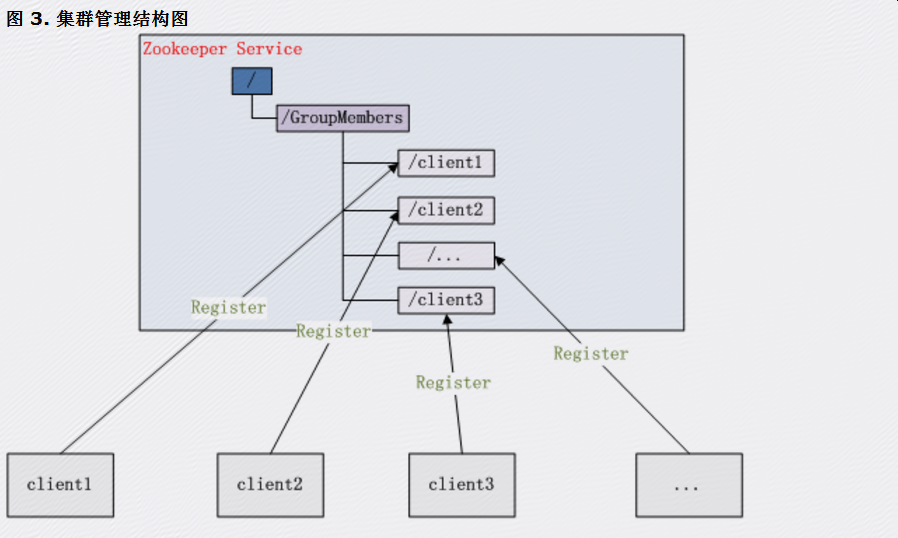 图 3. 集群管理结构图
Zookeeper Service
/
/GroupMembers
/client1
/client2
/...
/client3
Register
Register
Register
Register
client1
client2
client3
...